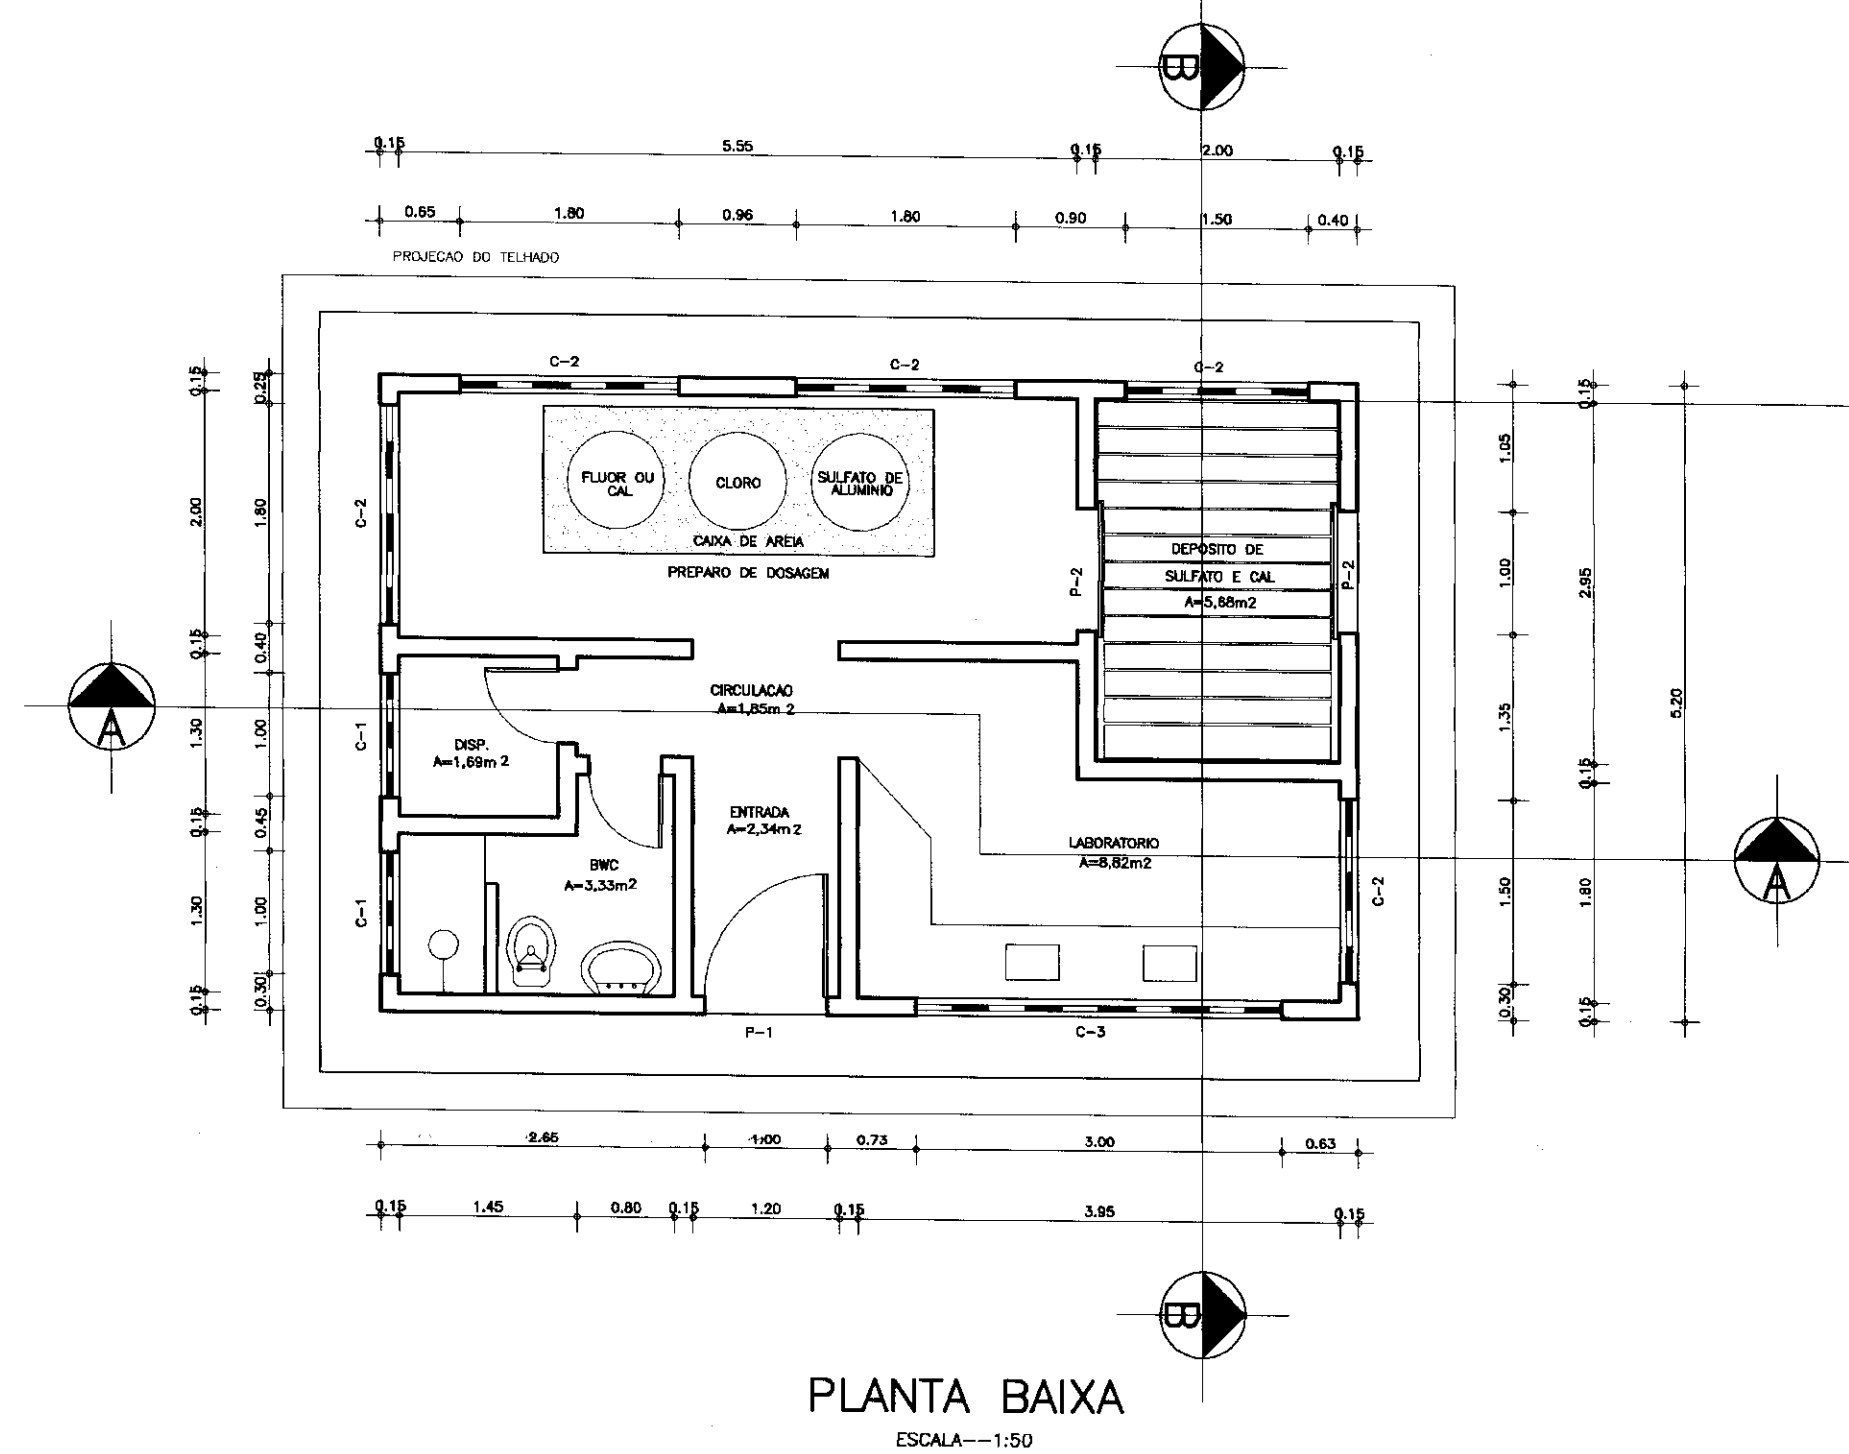 B
0.15 5.55 0.15 2.00 0.15
0.65 1.80 0.96 1.80 0.90 1.50 0.40
PROJECAO DO TELHADO
C-2 C-2 C-2
0.15 2.00 0.15 1.30 0.15 1.30 0.15
0.25 1.80 0.40 1.00 0.45 1.00 0.30
C-2
C-1
C-1
FLUOR OU
CAL
CLORO
SULFATO DE
ALUMINIO
CAIXA DE AREIA
PREPARO DE DOSAGEM
P-2
DEPOSITO DE
SULFATO E CAL
A=5,68m2
P-2
CIRCULACAO
A=1,85m2
DISP.
A=1,69m2
ENTRADA
A=2,34m2
BWC
A=3,33m2
LABORATORIO
A=8,82m2
C-2
P-1
C-3
1.05 1.00 1.35 1.50 0.30
0.15 2.95 0.15 1.80 0.15
5.20
A
A
2.65 1.00 0.73 3.00 0.63
0.15 1.45 0.80 0.15 1.20 0.15 3.95 0.15
B
PLANTA BAIXA
ESCALA--1:50